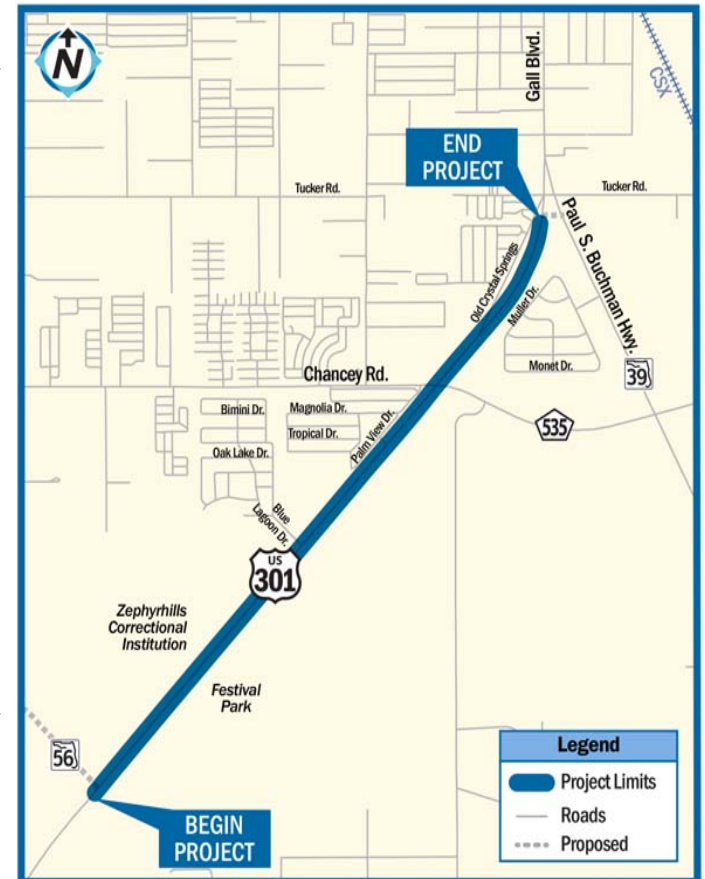 N
Gall Blvd.
CSX
END
PROJECT
Tucker Rd.
Tucker Rd.
Paul S. Buchman Hwy.
Old Crystal Springs
Muller Dr.
Monet Dr.
39
Chancey Rd.
535
Bimini Dr.
Magnolia Dr.
Tropical Dr.
Palm View Dr.
Oak Lake Dr.
Blue
Lagoon Dr.
US
301
Zephyrhills
Correctional
Institution
Festival
Park
56
BEGIN
PROJECT
Legend
Project Limits
Roads
Proposed